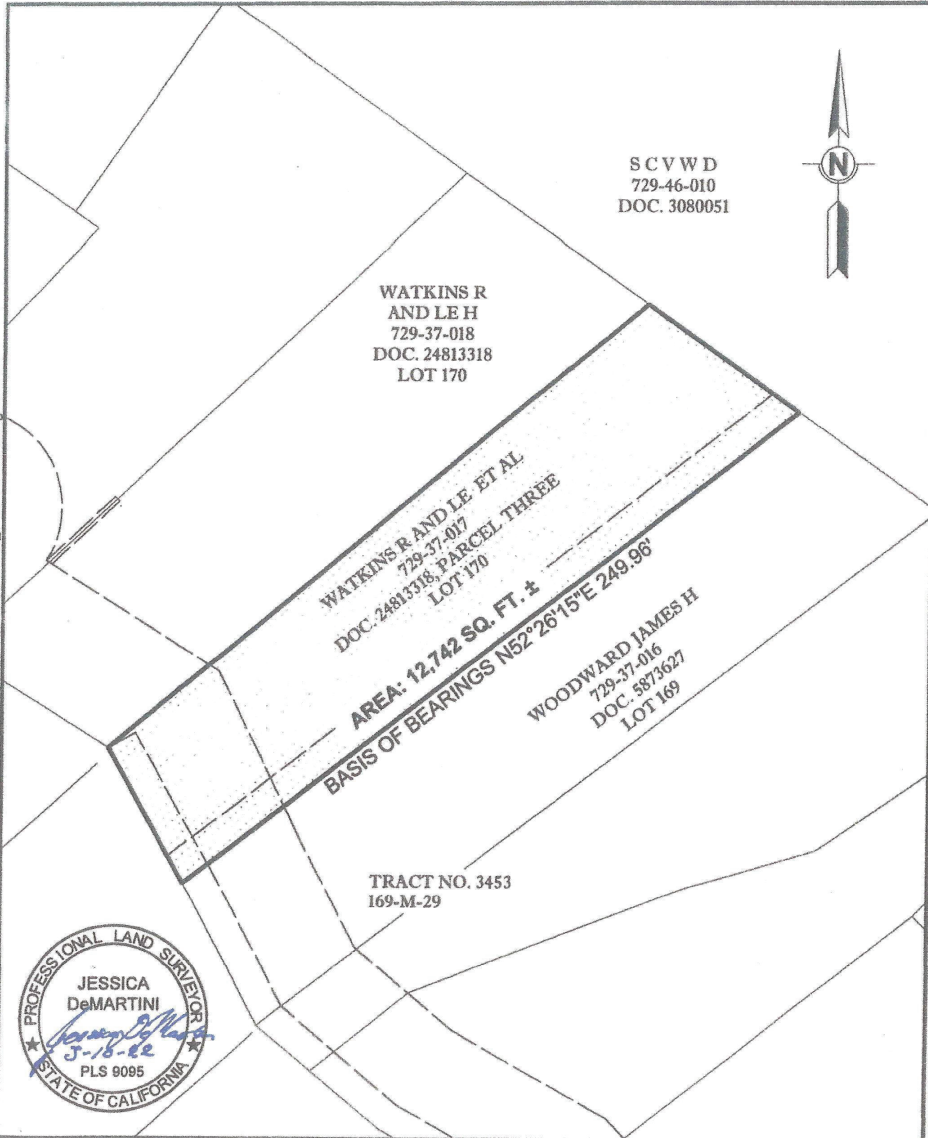 S C V W D
729-46-010
DOC. 3080051
N
WATKINS R
AND LE H
729-37-018
DOC. 24813318
LOT 170
WATKINS R AND LE ET AL
729-37-017
DOC. 24813318, PARCEL THREE
LOT 170
AREA: 12,742 SQ. FT. ±
BASIS OF BEARINGS N52°26'15"E 249.96'
WOODWARD JAMES H
729-37-016
DOC. 5873627
LOT 169
TRACT NO. 3453
169-M-29
PROFESSIONAL LAND SURVEYOR
JESSICA
DeMARTINI
PLS 9095
STATE OF CALIFORNIA